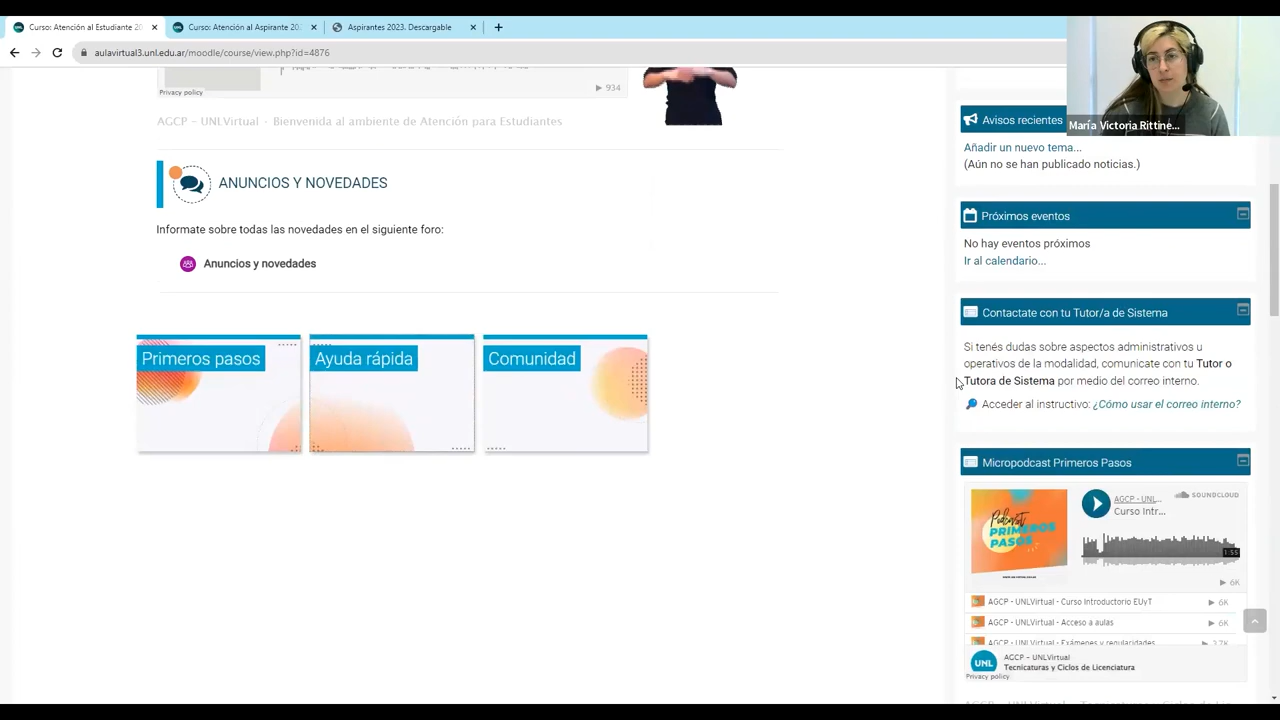 Curso: Atención al Estudiante 20
Curso: Atención al Aspirante 202
Aspirantes 2023. Descargable
aulavirtual3.unl.edu.ar/moodle/course/view.php?id=4876
María Victoria Rittine...
Privacy policy
934
AGCP - UNLVirtual - Bienvenida al ambiente de Atención para Estudiantes
ANUNCIOS Y NOVEDADES
Informate sobre todas las novedades en el siguiente foro:
Anuncios y novedades
Primeros pasos
Ayuda rápida
Comunidad
Avisos recientes
Añadir un nuevo tema...
(Aún no se han publicado noticias.)
Próximos eventos
No hay eventos próximos
Ir al calendario...
Contactate con tu Tutor/a de Sistema
Si tenés dudas sobre aspectos administrativos u
operativos de la modalidad, comunicate con tu Tutor o
Tutora de Sistema por medio del correo interno.
Acceder al instructivo: ¿Cómo usar el correo interno?
Micropodcast Primeros Pasos
Podcast
PRIMEROS
PASOS
AGCP - UNL...
Curso Intr...
SOUNDCLOUD
1:55
6K
AGCP - UNLVirtual - Curso Introductorio EUyT 6K
AGCP - UNLVirtual - Acceso a aulas 6K
AGCP - UNLVirtual - Exámenes y regularidades 3.7K
UNL
AGCP – UNLVirtual
Tecnicaturas y Ciclos de Licenciatura
Privacy policy